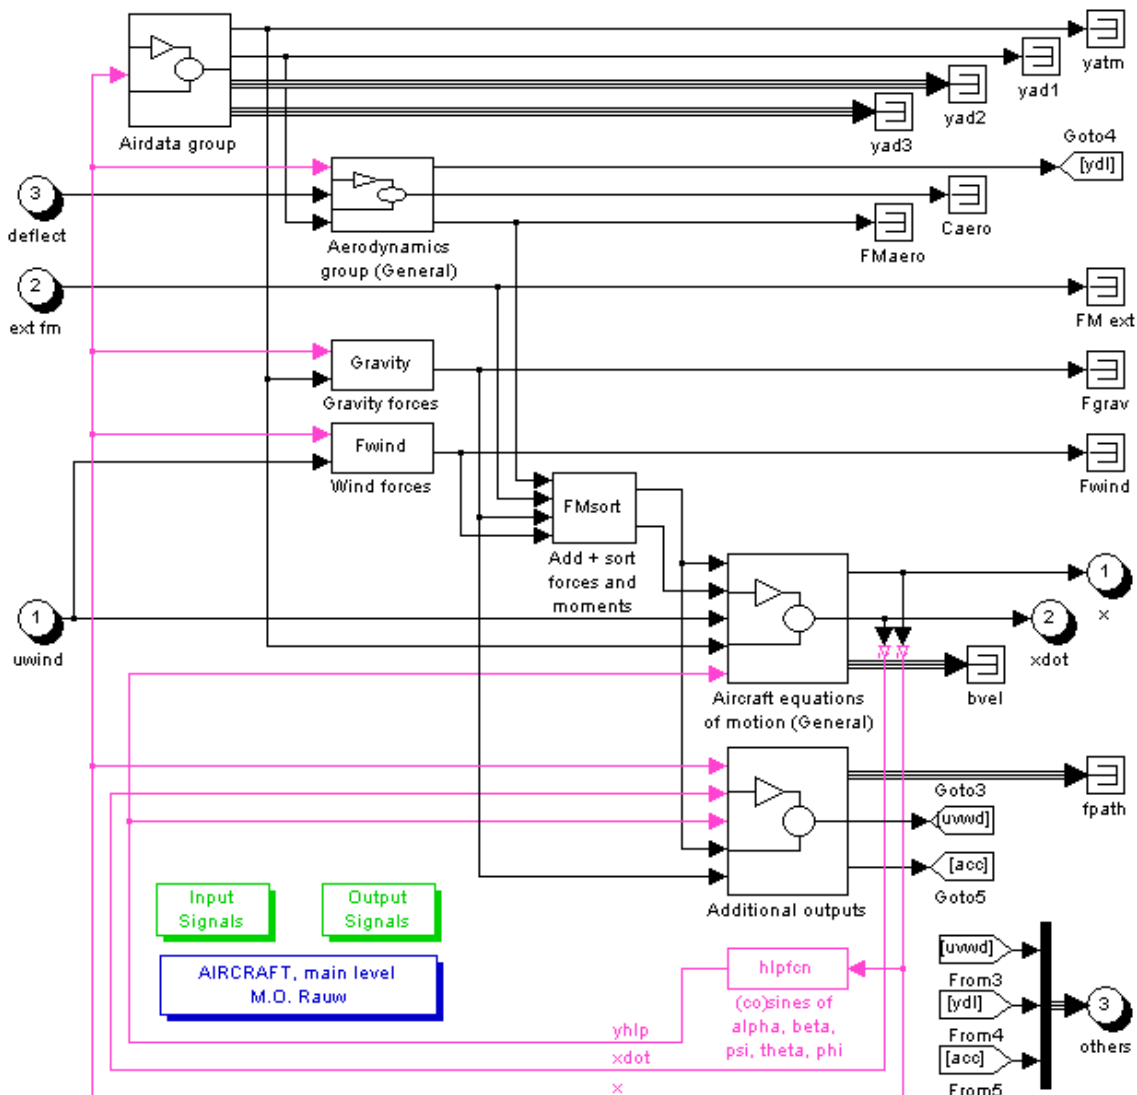 yatm
yad1
yad2
yad3
Airdata group
Goto4
[ydl]
3
deflect
Caero
FMaero
Aerodynamics
group (General)
2
ext fm
FM ext
Gravity
Gravity forces
Fgrav
Fwind
Wind forces
Fwind
FMsort
Add + sort
forces and
moments
1
x
1
uwind
2
xdot
bvel
Aircraft equations
of motion (General)
fpath
Goto3
[uvwd]
[acc]
Goto5
Additional outputs
Input
Signals
Output
Signals
AIRCRAFT, main level
M.O. Rauw
hlpfcn
(co)sines of
alpha, beta,
psi, theta, phi
yhlp
xdot
x
[uvwd]
From3
[ydl]
From4
[acc]
From5
3
others